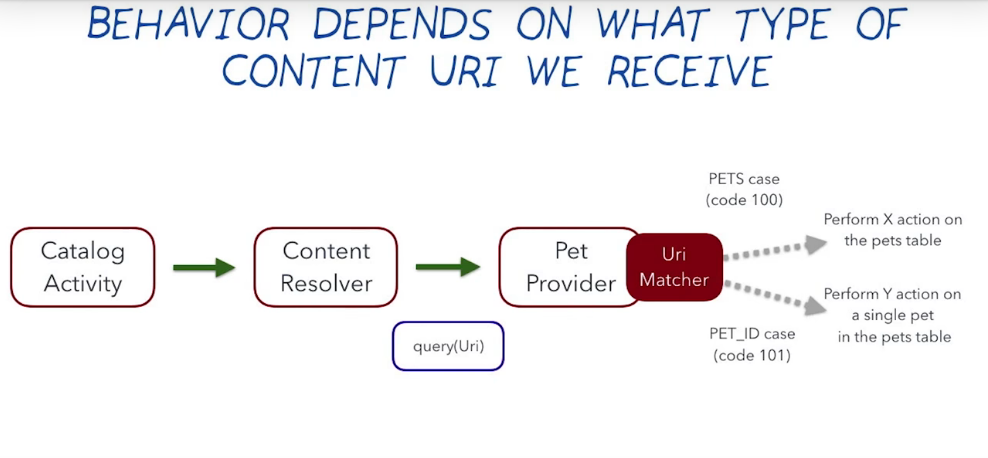 BEHAVIOR DEPENDS ON WHAT TYPE OF
CONTENT URI WE RECEIVE
Catalog
Activity
Content
Resolver
query(Uri)
Pet
Provider
Uri
Matcher
PETS case
(code 100)
Perform X action on
the pets table
PET_ID case
(code 101)
Perform Y action on
a single pet
in the pets table